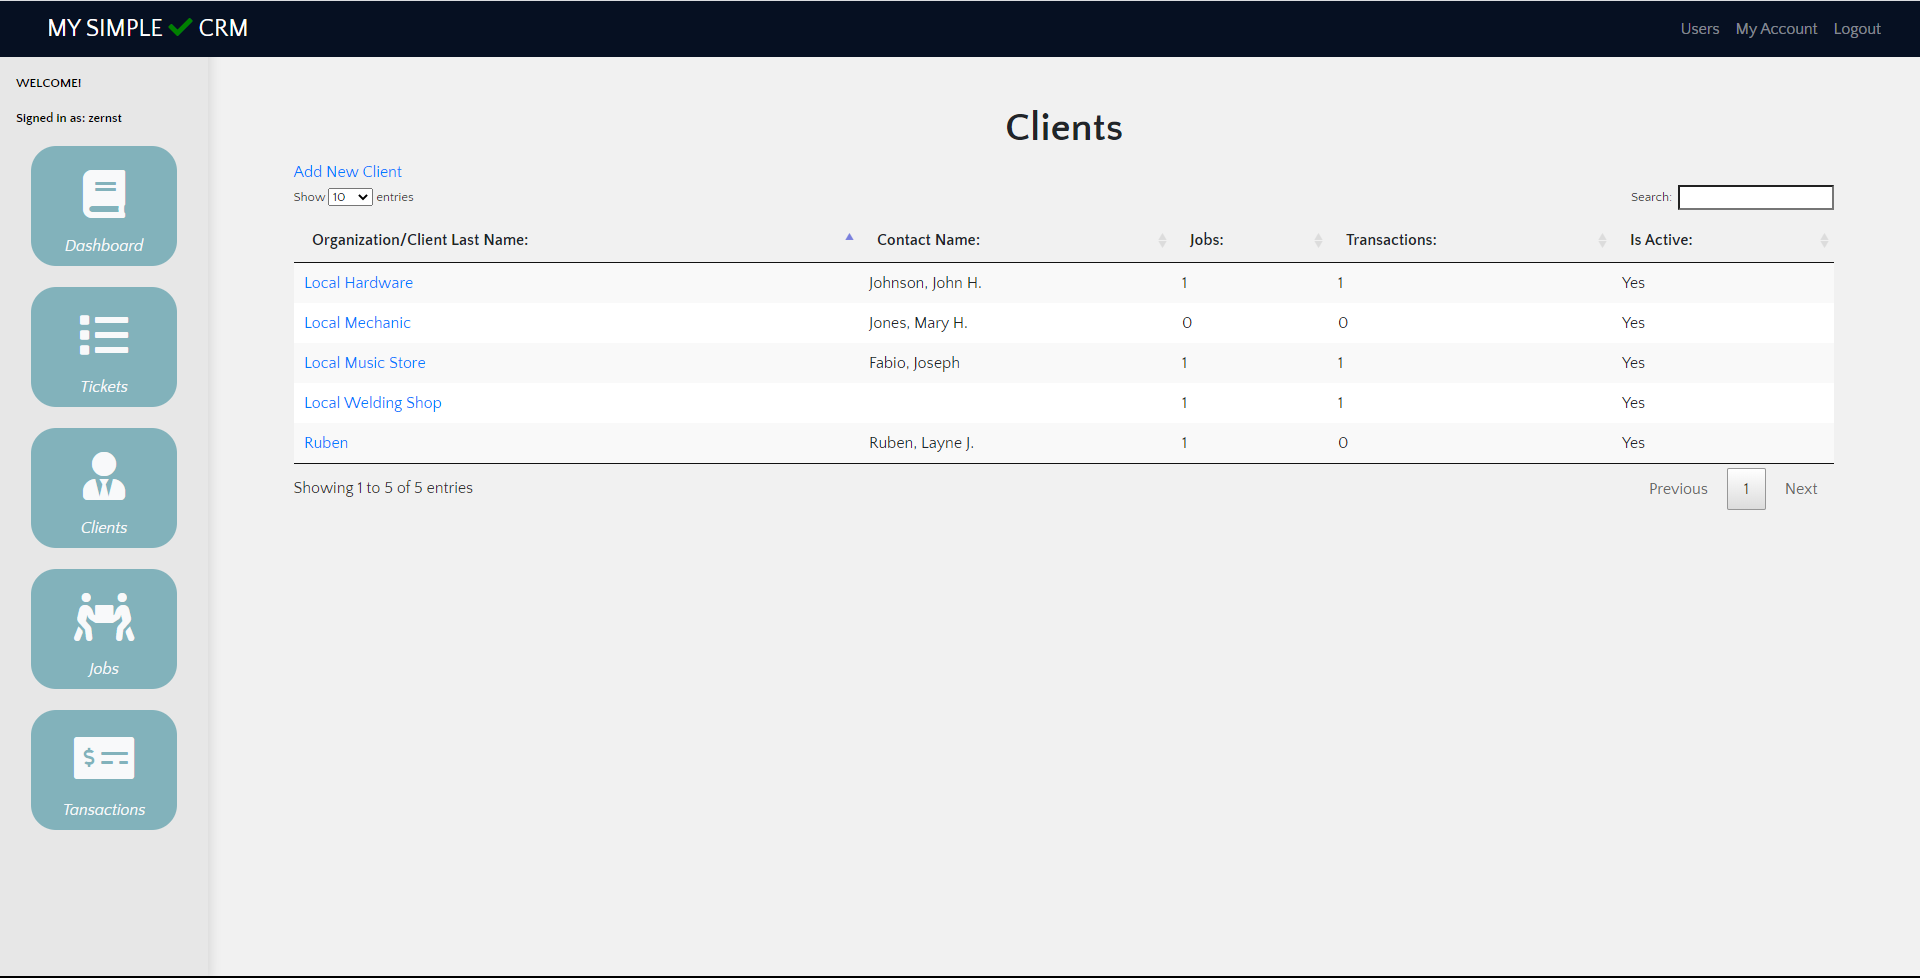 MY SIMPLE CRM
Users My Account Logout
WELCOME!
Signed in as: zernst
Dashboard
Tickets
Clients
Jobs
Tansactions
Clients
Add New Client
Show 10 entries
Search:
Organization/Client Last Name: Contact Name: Jobs: Transactions: Is Active:
Local Hardware Johnson, John H. 1 1 Yes
Local Mechanic Jones, Mary H. 0 0 Yes
Local Music Store Fabio, Joseph 1 1 Yes
Local Welding Shop 1 1 Yes
Ruben Ruben, Layne J. 1 0 Yes
Showing 1 to 5 of 5 entries
Previous 1 Next